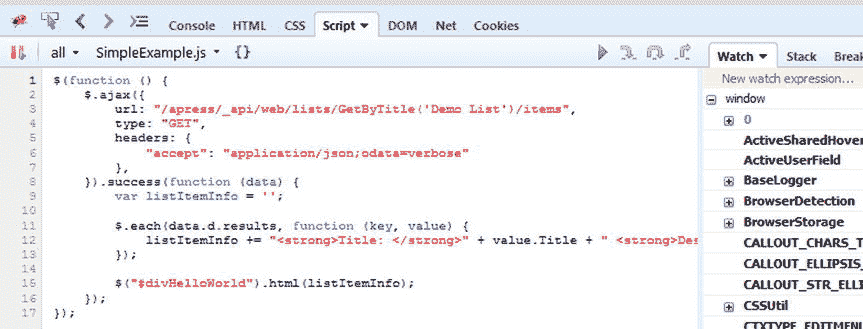 Console HTML CSS Script DOM Net Cookies
all SimpleExample.js {} Watch Stack Break
1 $(function () {
2 $.ajax({
3 url: "/apress/_api/web/lists/GetByTitle('Demo List')/items",
4 type: "GET",
5 headers: {
6 "accept": "application/json;odata=verbose"
7 },
8 }).success(function (data) {
9 var listItemInfo = '';
10
11 $.each(data.d.results, function (key, value) {
12 listItemInfo += "<strong>Title: </strong>" + value.Title + " <strong>Des
13 });
14
15 $("#divHelloWorld").html(listItemInfo);
16 });
17 });
New watch expression...
window
0
ActiveSharedHover
ActiveUserField
BaseLogger
BrowserDetection
BrowserStorage
CALLOUT_CHARS_T
CALLOUT_ELLIPSIS_
CALLOUT_STR_ELLI
CSSUtil
CTXTYPE_EDITMENU